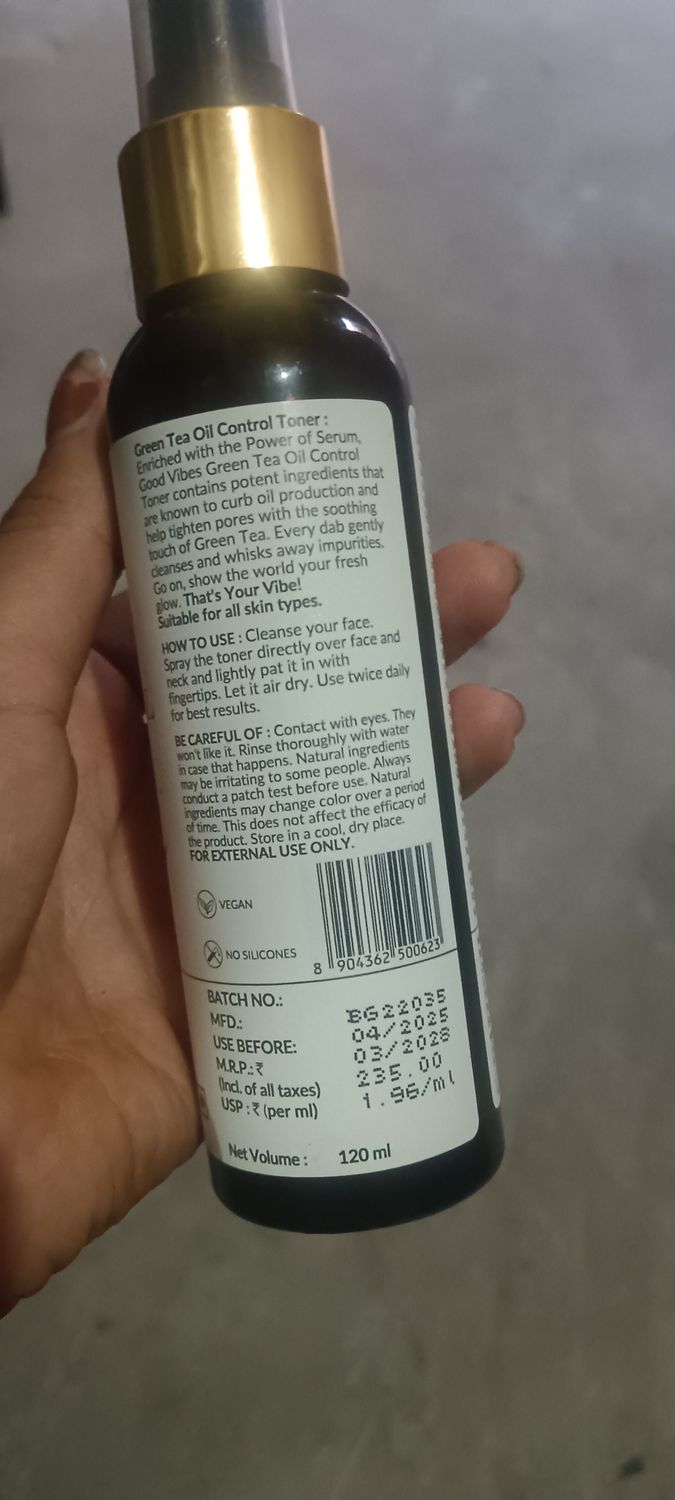 Green Tea Oil Control Toner :
Enriched with the Power of Serum,
Good Vibes Green Tea Oil Control
Toner contains potent ingredients that
are known to curb oil production and
help tighten pores with the soothing
touch of Green Tea. Every dab gently
cleanses and whisks away impurities.
Go on, show the world your fresh
glow. That's Your Vibe!
Suitable for all skin types.
HOW TO USE : Cleanse your face.
Spray the toner directly over face and
neck and lightly pat it in with
fingertips. Let it air dry. Use twice daily
for best results.
BE CAREFUL OF : Contact with eyes. They
won't like it. Rinse thoroughly with water
in case that happens. Natural ingredients
may be irritating to some people. Always
conduct a patch test before use. Natural
ingredients may change color over a period
of time. This does not affect the efficacy of
the product. Store in a cool, dry place.
FOR EXTERNAL USE ONLY.
VEGAN
NO SILICONES
8 904362 500623
BATCH NO.: BG22035
MFD.: 04/2025
USE BEFORE: 03/2028
M.R.P.: ₹ 235.00
(Incl. of all taxes)
USP : ₹ (per ml) 1.96/ml
Net Volume : 120 ml